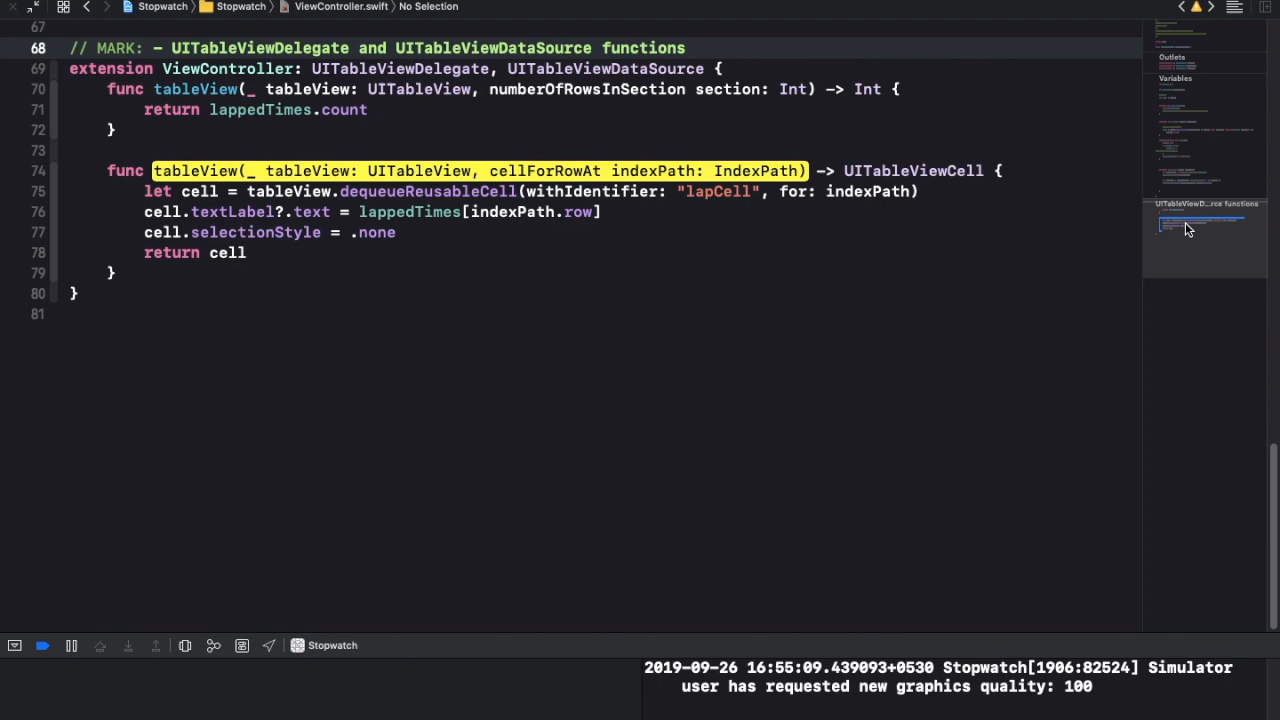 Stopwatch Stopwatch ViewController.swift No Selection
67
68 // MARK: - UITableViewDelegate and UITableViewDataSource functions
69 extension ViewController: UITableViewDelegate, UITableViewDataSource {
70 func tableView(_ tableView: UITableView, numberOfRowsInSection section: Int) -> Int {
71 return lappedTimes.count
72 }
73
74 func tableView(_ tableView: UITableView, cellForRowAt indexPath: IndexPath) -> UITableViewCell {
75 let cell = tableView.dequeueReusableCell(withIdentifier: "lapCell", for: indexPath)
76 cell.textLabel?.text = lappedTimes[indexPath.row]
77 cell.selectionStyle = .none
78 return cell
79 }
80 }
81
Outlets
Variables
UITableViewD...rce functions
Stopwatch
2019-09-26 16:55:09.439093+0530 Stopwatch[1906:82524] Simulator
user has requested new graphics quality: 100